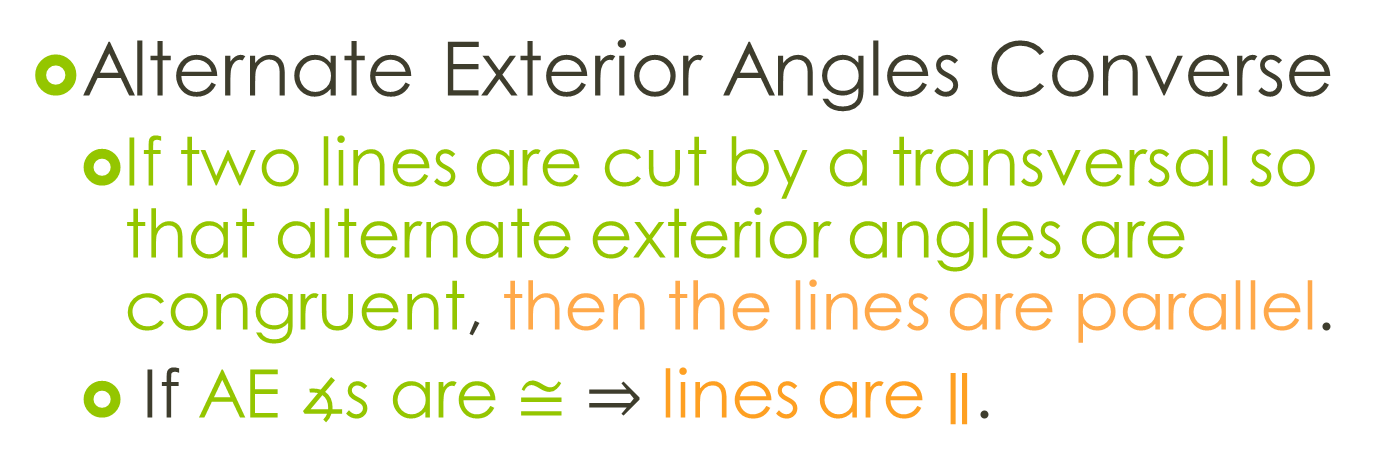 Alternate Exterior Angles Converse
If two lines are cut by a transversal so
that alternate exterior angles are
congruent, then the lines are parallel.
If AE ∡s are ≅ ⇒ lines are ∥.